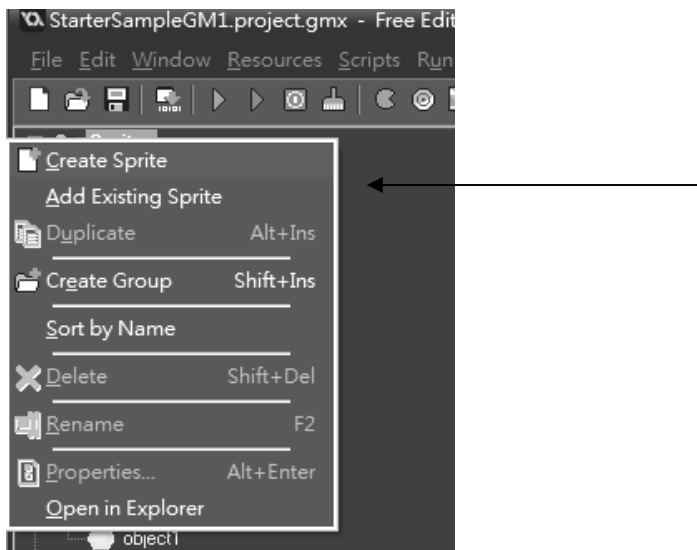 StarterSampleGM1.project.gmx - Free Edit
File Edit Window Resources Scripts Run
Create Sprite
Add Existing Sprite
Duplicate Alt+Ins
Create Group Shift+Ins
Sort by Name
Delete Shift+Del
Rename F2
Properties... Alt+Enter
Open in Explorer
object1